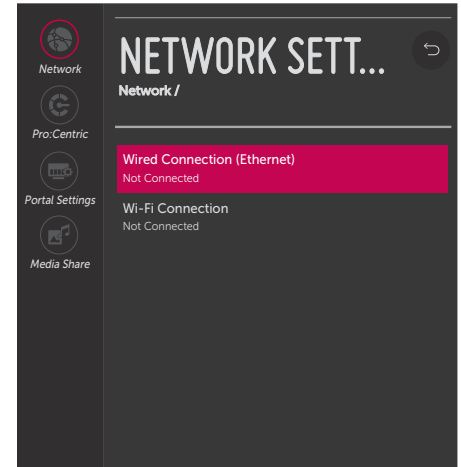 Network
Pro:Centric
Portal Settings
Media Share
NETWORK SETT...
Network /
Wired Connection (Ethernet)
Not Connected
Wi-Fi Connection
Not Connected